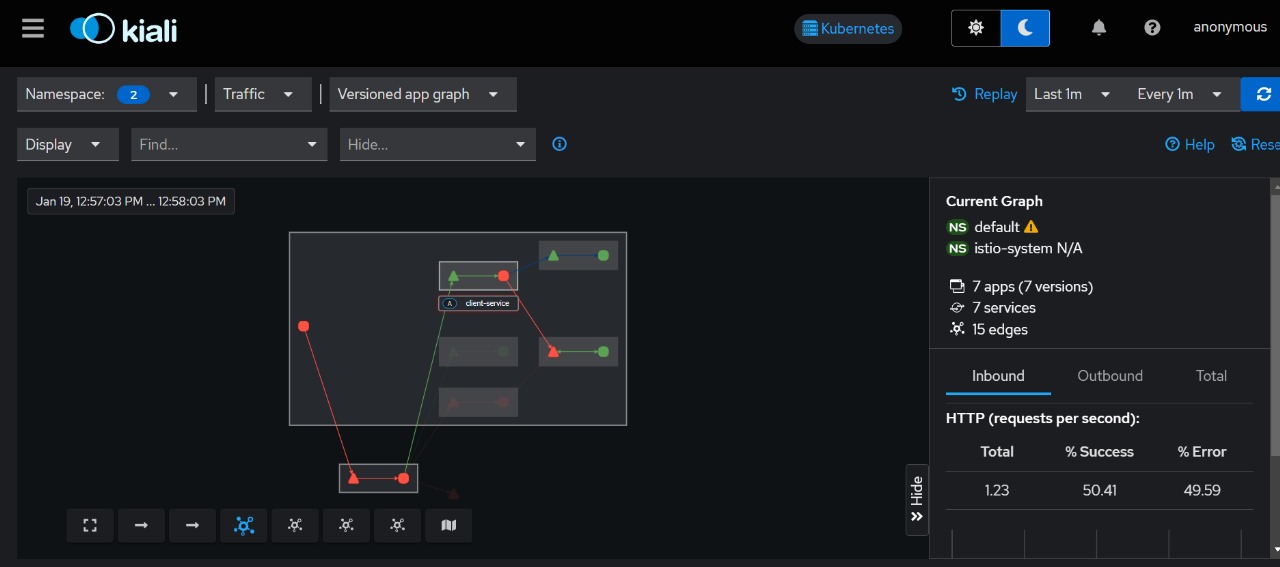 kiali
Kubernetes
anonymous
Namespace: 2
Traffic
Versioned app graph
Replay
Last 1m
Every 1m
Display
Find...
Hide...
Help
Rese
Jan 19, 12:57:03 PM ... 12:58:03 PM
Current Graph
NS default
NS istio-system N/A
7 apps (7 versions)
7 services
15 edges
A client-service
Inbound
Outbound
Total
HTTP (requests per second):
Total % Success % Error
1.23 50.41 49.59
Hide